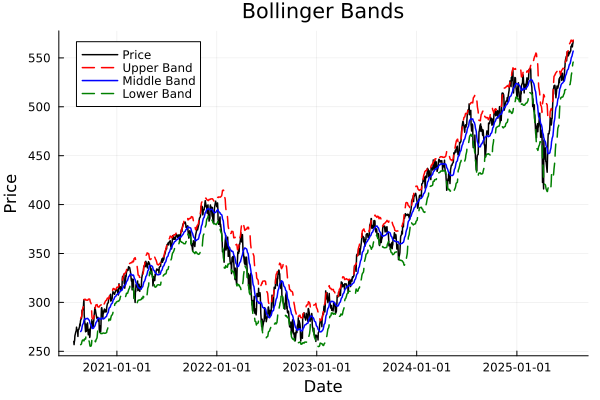 Bollinger Bands
Price
Upper Band
Middle Band
Lower Band
550
500
450
400
350
300
250
Price
2021-01-01
2022-01-01
2023-01-01
2024-01-01
2025-01-01
Date